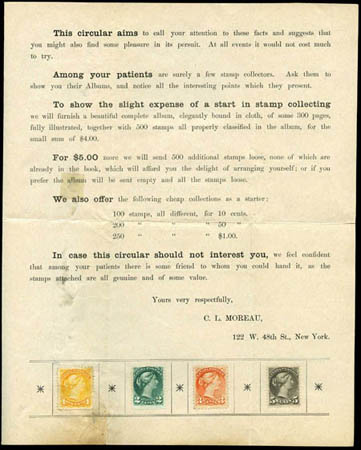 This circular aims to call your attention to these facts and suggests that
you might also find some pleasure in its perusal. At all events it would not cost much
to try.
Among your patients are surely a few stamp collectors. Ask them to
show you their Albums, and notice all the interesting points which they present.
To show the slight expense of a start in stamp collecting
we will furnish a beautiful complete album, elegantly bound in cloth, of some 300 pages,
fully illustrated, together with 500 stamps all properly classified in the album, for the
small sum of $4.00.
For $5.00 more we will send 500 additional stamps loose, none of which are
already in the book, which will afford you the delight of arranging yourself; or if you
prefer the album will be sent empty and all the stamps loose.
We also offer the following cheap collections as a starter:
100 stamps, all different, for 10 cents.
200 " " " 50 "
250 " " " $1.00.
In case this circular should not interest you, we feel confident
that among your patients there is some friend to whom you could hand it, as the
stamps attached are all genuine and of some value.
Yours very respectfully,
C. L. MOREAU,
122 W. 48th St., New York.